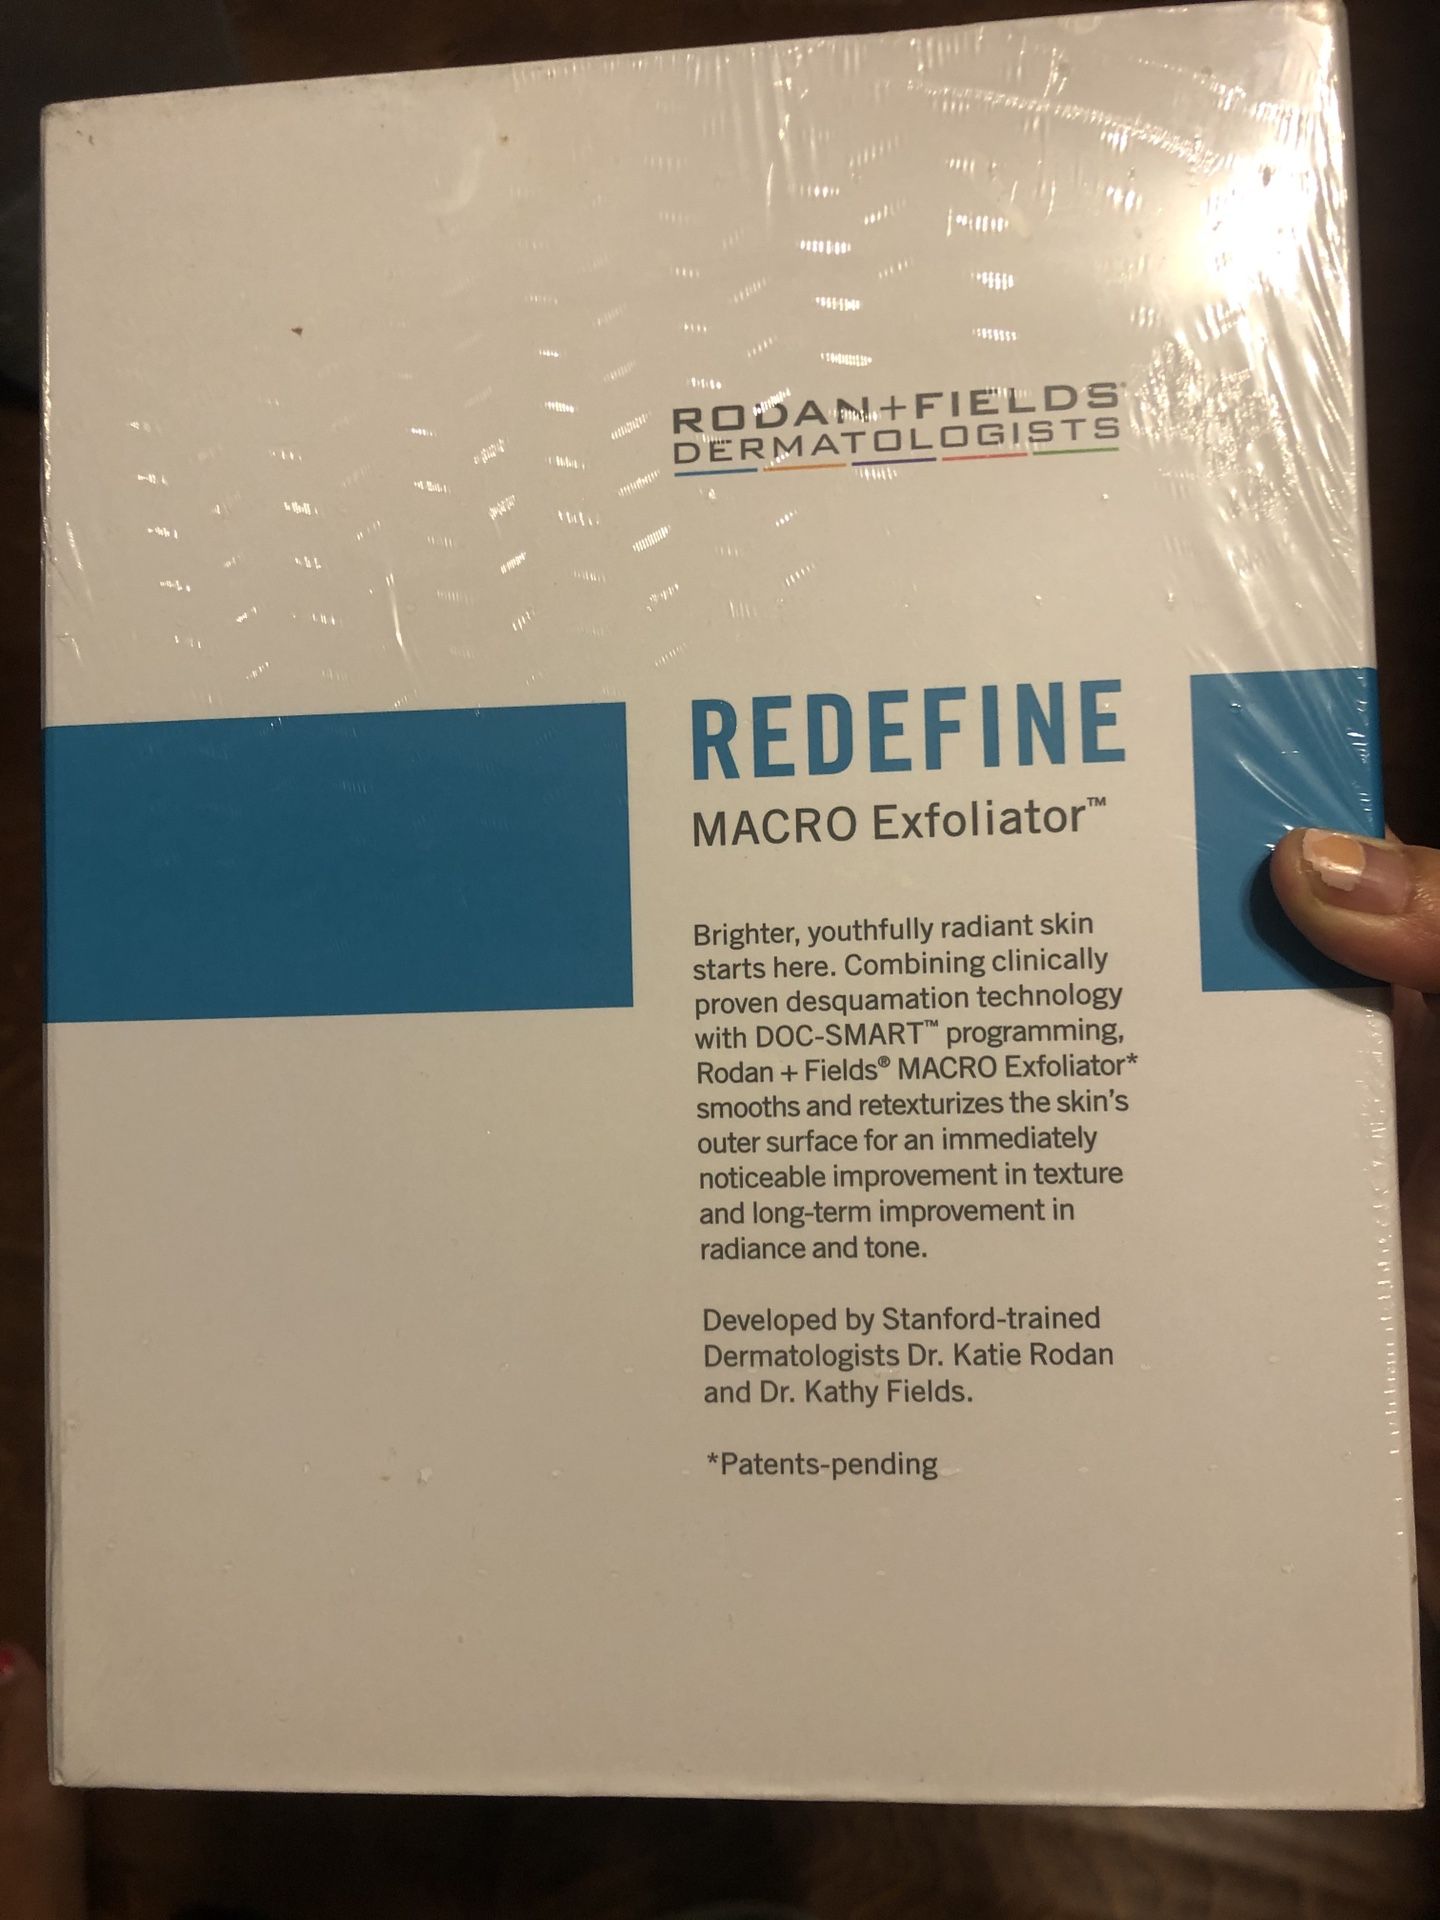 RODAN+FIELDS®
DERMATOLOGISTS
REDEFINE
MACRO Exfoliator™
Brighter, youthfully radiant skin
starts here. Combining clinically
proven desquamation technology
with DOC-SMART™ programming,
Rodan + Fields® MACRO Exfoliator*
smooths and retexturizes the skin's
outer surface for an immediately
noticeable improvement in texture
and long-term improvement in
radiance and tone.
Developed by Stanford-trained
Dermatologists Dr. Katie Rodan
and Dr. Kathy Fields.
*Patents-pending